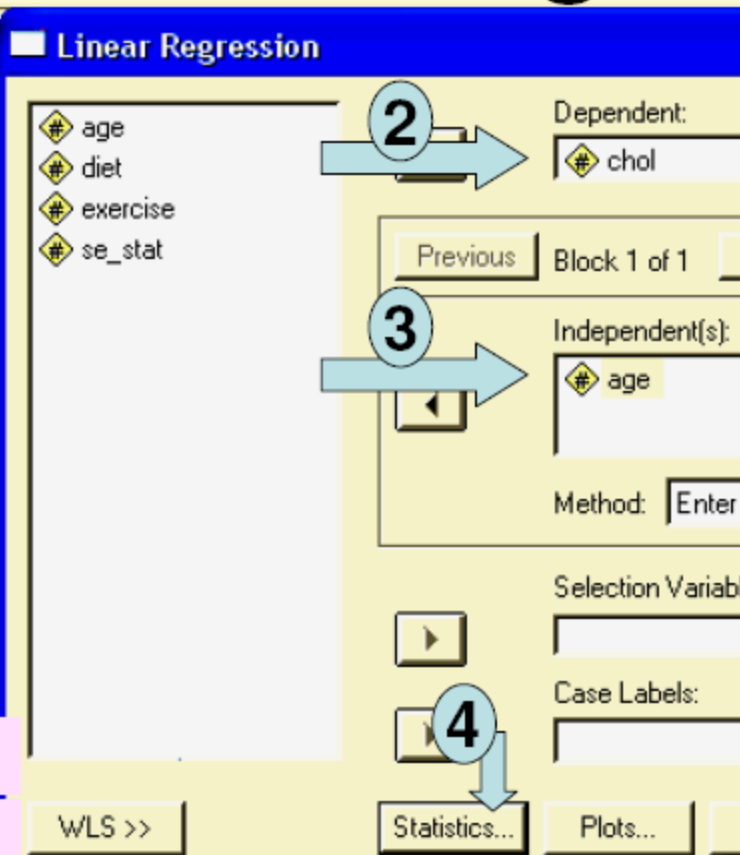 Linear Regression
age
diet
exercise
se_stat
2
Dependent:
chol
Previous
Block 1 of 1
3
Independent(s):
age
Method:
Enter
Selection
Case Labels:
4
WLS >>
Statistics...
Plots...